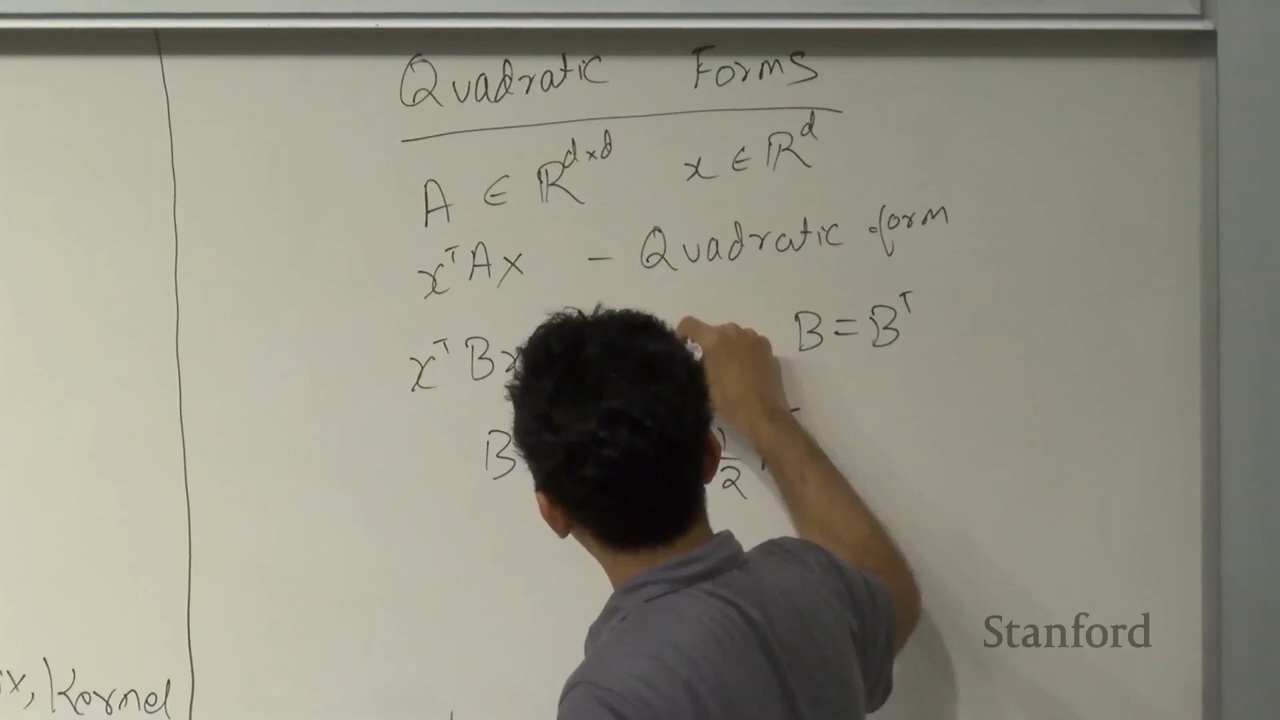 Quadratic Forms
A ∈ ℝ^{d×d} x ∈ ℝ^d
x^T A x – Quadratic form
x^T B x B = B^T
B 1/2
x, Kernel
Stanford